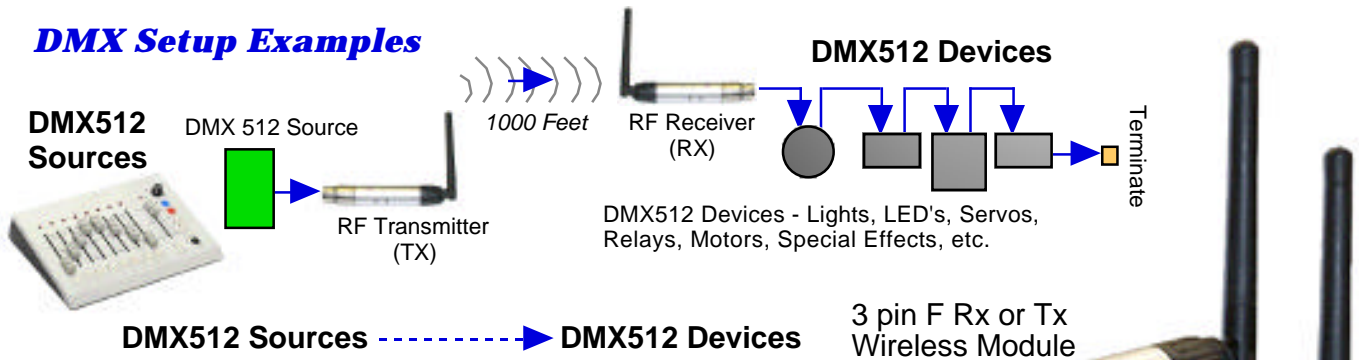 DMX Setup Examples
DMX512
Sources
DMX 512 Source
RF Transmitter
(TX)
1000 Feet
RF Receiver
(RX)
DMX512 Devices
Terminate
DMX512 Devices - Lights, LED's, Servos,
Relays, Motors, Special Effects, etc.
DMX512 Sources
DMX512 Devices
3 pin F Rx or Tx
Wireless Module